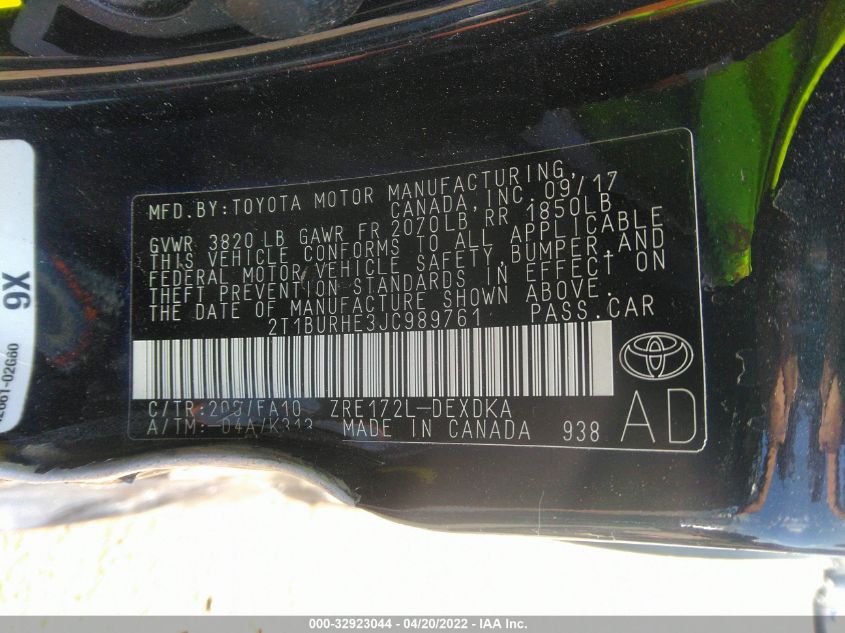 MFD.BY:TOYOTA MOTOR MANUFACTURING,
CANADA,INC. 09/17
GVWR 3820 LB GAWR FR 2070LB RR 1850LB
THIS VEHICLE CONFORMS TO ALL APPLICABLE
FEDERAL MOTOR VEHICLE SAFETY,BUMPER,AND
THEFT PREVENTION STANDARDS IN EFFECT ON
THE DATE OF MANUFACTURE SHOWN ABOVE.
2T1BURHE3JC989761 PASS.CAR
C/TR:209/FA10 ZRE172L-DEXDKA
A/TM:-04A/K313 MADE IN CANADA 938
AD
9X
000-32923044 - 04/20/2022 - IAA Inc.